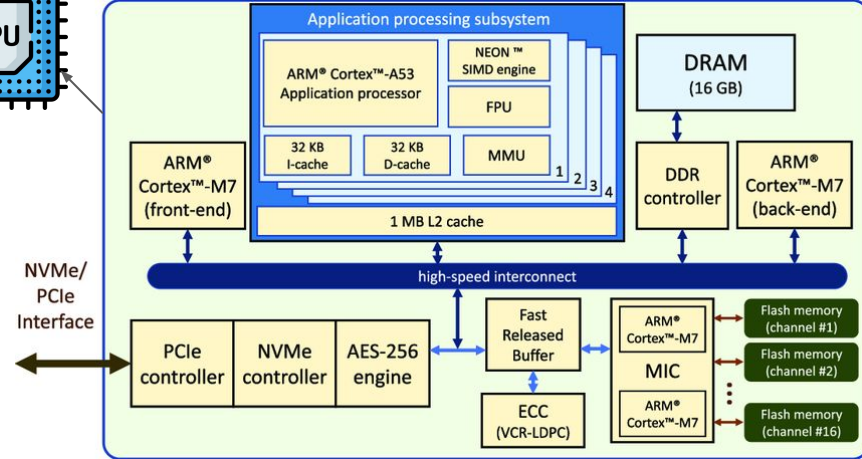 PU
Application processing subsystem
ARM® Cortex™-A53
Application processor
NEON ™
SIMD engine
FPU
32 KB
I-cache
32 KB
D-cache
MMU
1
2
3
4
1 MB L2 cache
DRAM
(16 GB)
ARM®
Cortex™-M7
(front-end)
DDR
controller
ARM®
Cortex™-M7
(back-end)
high-speed interconnect
NVMe/
PCIe
Interface
PCIe
controller
NVMe
controller
AES-256
engine
Fast
Released
Buffer
ECC
(VCR-LDPC)
ARM®
Cortex™-M7
MIC
ARM®
Cortex™-M7
Flash memory
(channel #1)
Flash memory
(channel #2)
Flash memory
(channel #16)